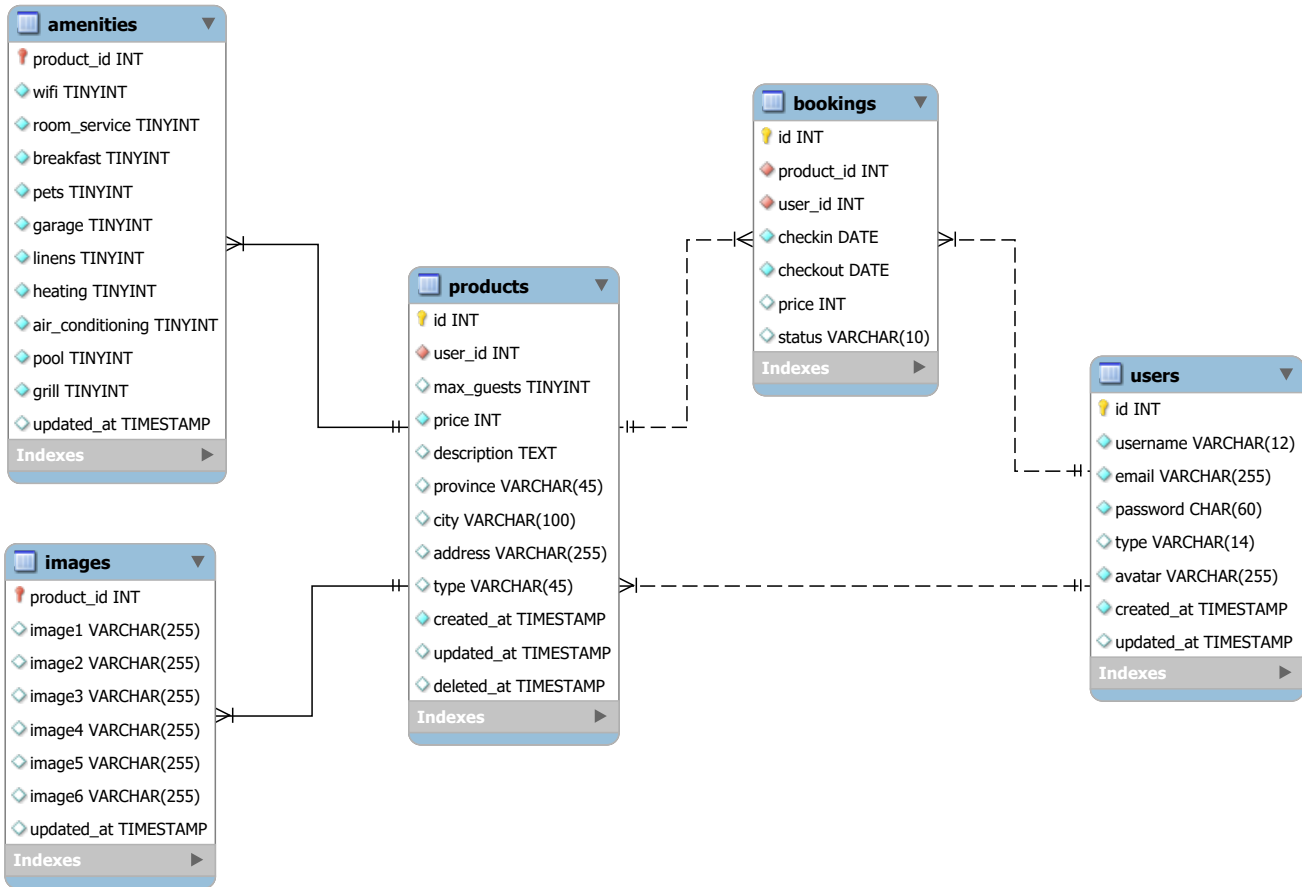 amenities
product_id INT
wifi TINYINT
room_service TINYINT
breakfast TINYINT
pets TINYINT
garage TINYINT
linens TINYINT
heating TINYINT
air_conditioning TINYINT
pool TINYINT
grill TINYINT
updated_at TIMESTAMP
Indexes
images
product_id INT
image1 VARCHAR(255)
image2 VARCHAR(255)
image3 VARCHAR(255)
image4 VARCHAR(255)
image5 VARCHAR(255)
image6 VARCHAR(255)
updated_at TIMESTAMP
Indexes
products
id INT
user_id INT
max_guests TINYINT
price INT
description TEXT
province VARCHAR(45)
city VARCHAR(100)
address VARCHAR(255)
type VARCHAR(45)
created_at TIMESTAMP
updated_at TIMESTAMP
deleted_at TIMESTAMP
Indexes
bookings
id INT
product_id INT
user_id INT
checkin DATE
checkout DATE
price INT
status VARCHAR(10)
Indexes
users
id INT
username VARCHAR(12)
email VARCHAR(255)
password CHAR(60)
type VARCHAR(14)
avatar VARCHAR(255)
created_at TIMESTAMP
updated_at TIMESTAMP
Indexes